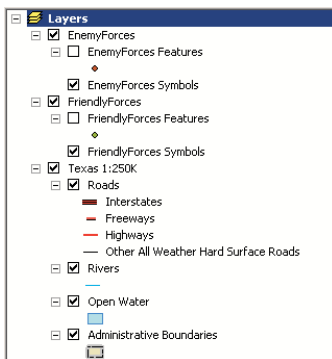 Layers
EnemyForces
EnemyForces Features
EnemyForces Symbols
FriendlyForces
FriendlyForces Features
FriendlyForces Symbols
Texas 1:250K
Roads
Interstates
Freeways
Highways
Other All Weather Hard Surface Roads
Rivers
Open Water
Administrative Boundaries